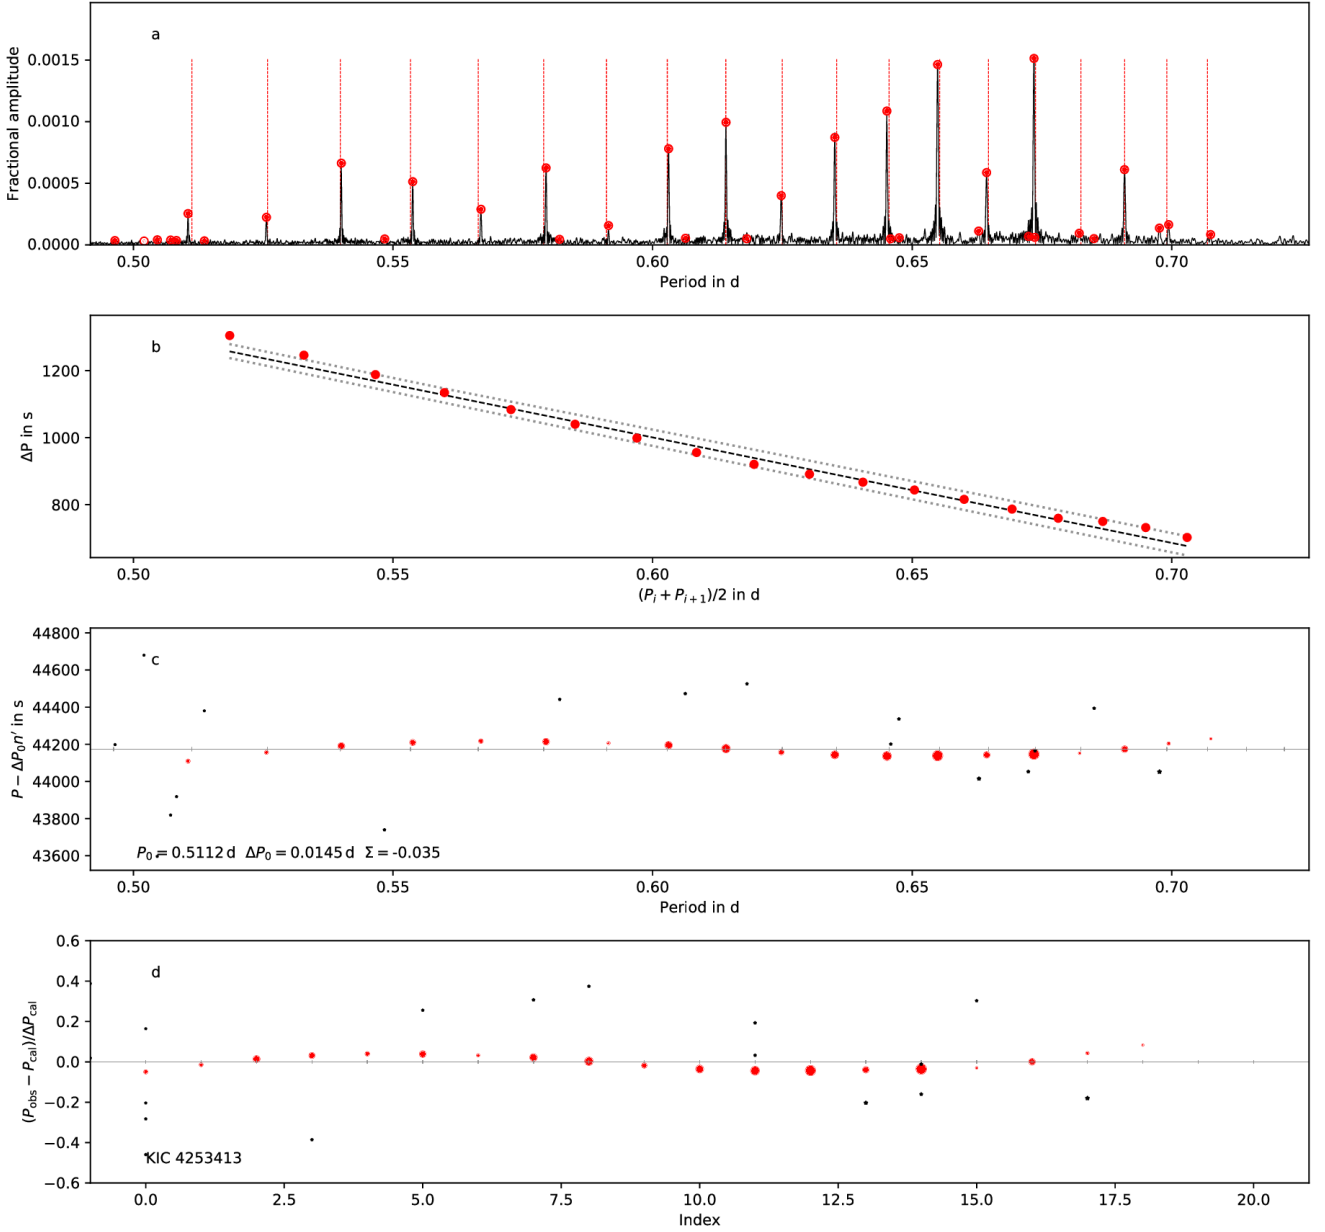 a
Fractional amplitude
0.0015
0.0010
0.0005
0.0000
0.50 0.55 0.60 0.65 0.70
Period in d
b
ΔP in s
1200
1000
800
0.50 0.55 0.60 0.65 0.70
(Pᵢ + Pᵢ₊₁)/2 in d
c
P − ΔP₀n′ in s
44800
44600
44400
44200
44000
43800
43600
P₀ = 0.5112 d ΔP₀ = 0.0145 d Σ = -0.035
0.50 0.55 0.60 0.65 0.70
Period in d
d
(P_obs − P_cal)/ΔP_cal
0.6
0.4
0.2
0.0
−0.2
−0.4
−0.6
KIC 4253413
0.0 2.5 5.0 7.5 10.0 12.5 15.0 17.5 20.0
Index